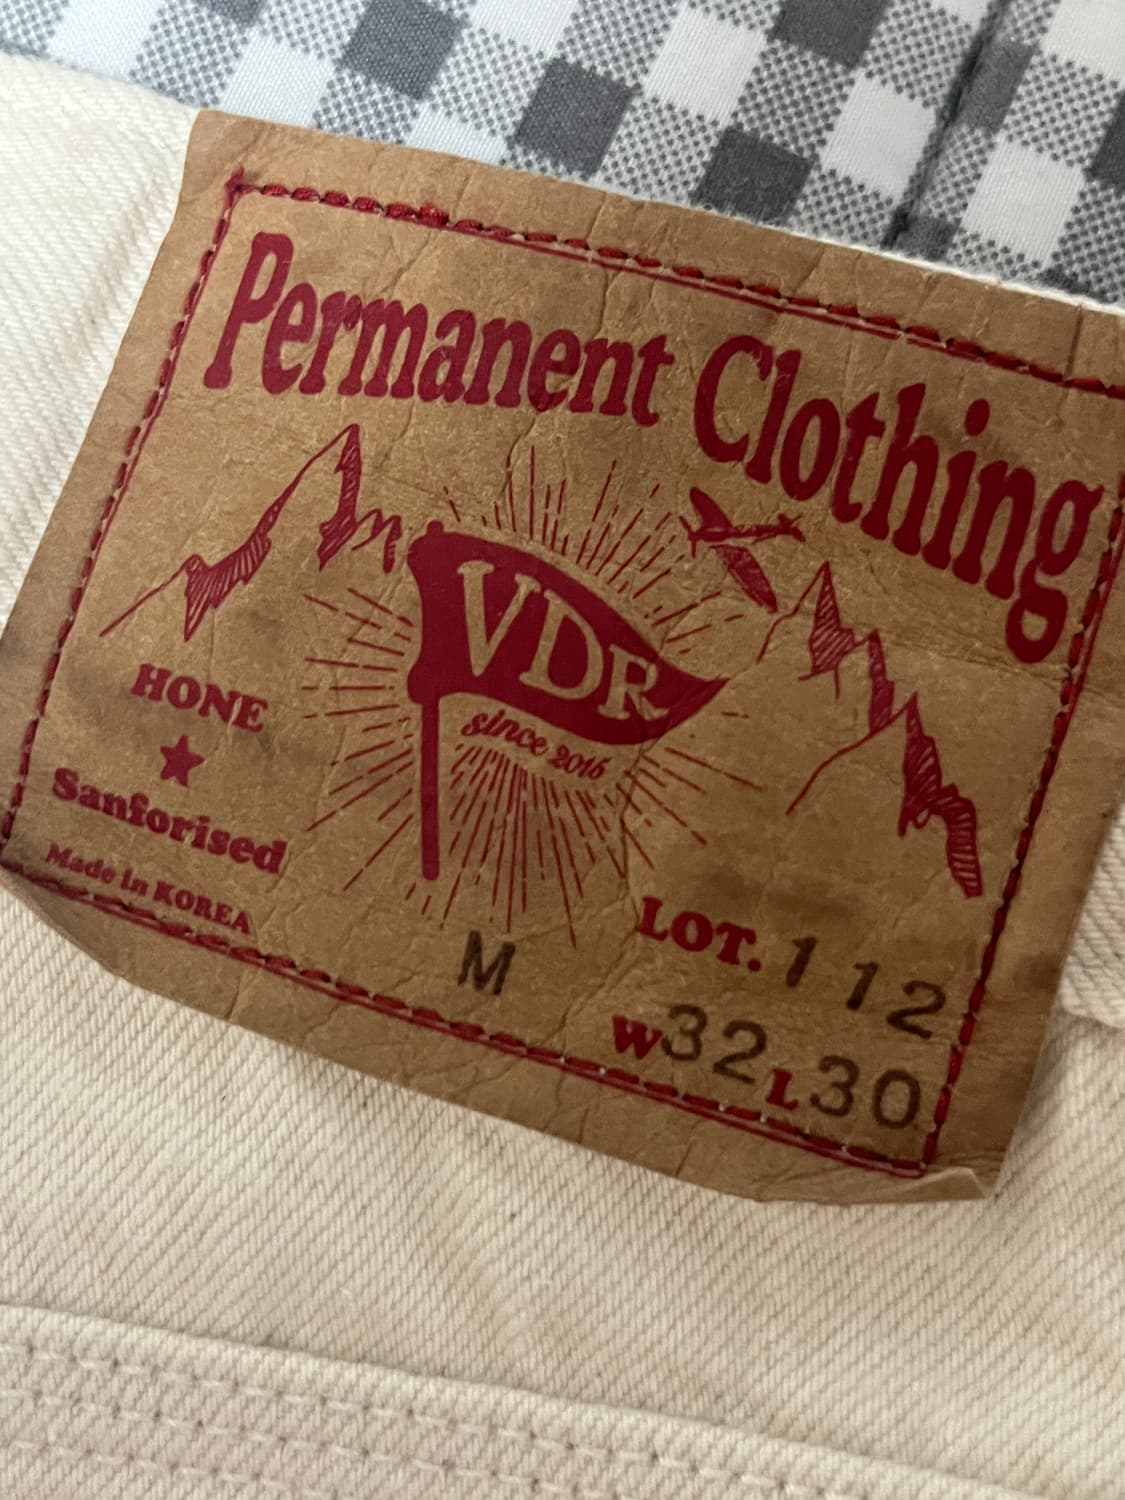 Permanent Clothing
VDR
since 2016
HONE
★
Sanforised
Made in KOREA
M
LOT. 112
W32 L30